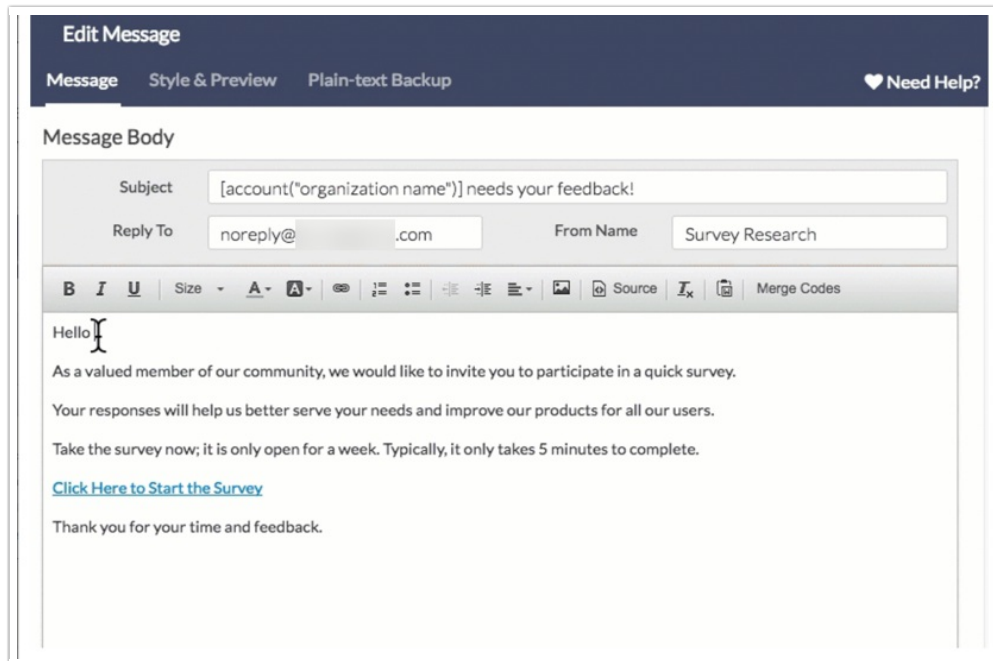 Edit Message
Message Style & Preview Plain-text Backup Need Help?
Message Body
Subject [account("organization name")] needs your feedback!
Reply To noreply@ .com From Name Survey Research
B I U Size A A Source Tx Merge Codes
Hello
As a valued member of our community, we would like to invite you to participate in a quick survey.
Your responses will help us better serve your needs and improve our products for all our users.
Take the survey now; it is only open for a week. Typically, it only takes 5 minutes to complete.
Click Here to Start the Survey
Thank you for your time and feedback.